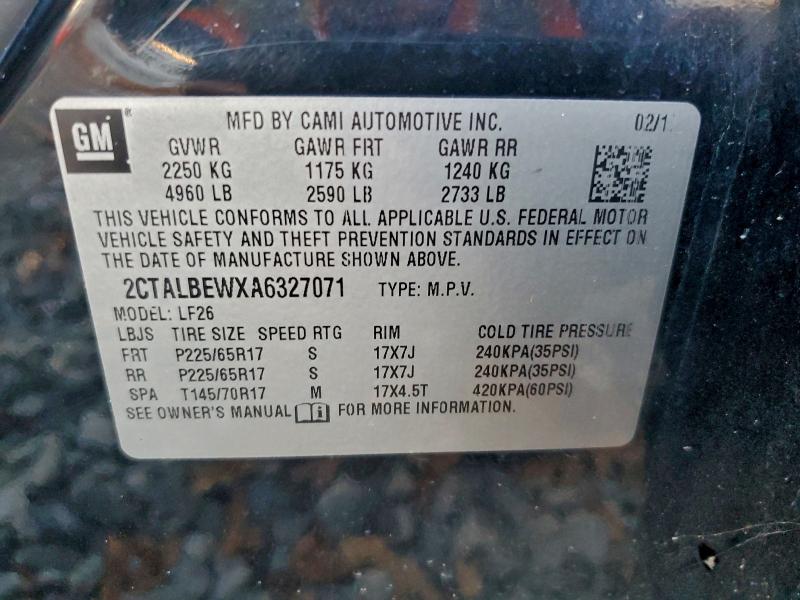 GM
MFD BY CAMI AUTOMOTIVE INC. 02/1
GVWR GAWR FRT GAWR RR
2250 KG 1175 KG 1240 KG
4960 LB 2590 LB 2733 LB
THIS VEHICLE CONFORMS TO ALL APPLICABLE U.S. FEDERAL MOTOR
VEHICLE SAFETY AND THEFT PREVENTION STANDARDS IN EFFECT ON
THE DATE OF MANUFACTURE SHOWN ABOVE.
2CTALBEWXA6327071 TYPE: M.P.V.
MODEL: LF26
LBJS TIRE SIZE SPEED RTG RIM COLD TIRE PRESSURE
FRT P225/65R17 S 17X7J 240KPA(35PSI)
RR P225/65R17 S 17X7J 240KPA(35PSI)
SPA T145/70R17 M 17X4.5T 420KPA(60PSI)
SEE OWNER'S MANUAL i FOR MORE INFORMATION.